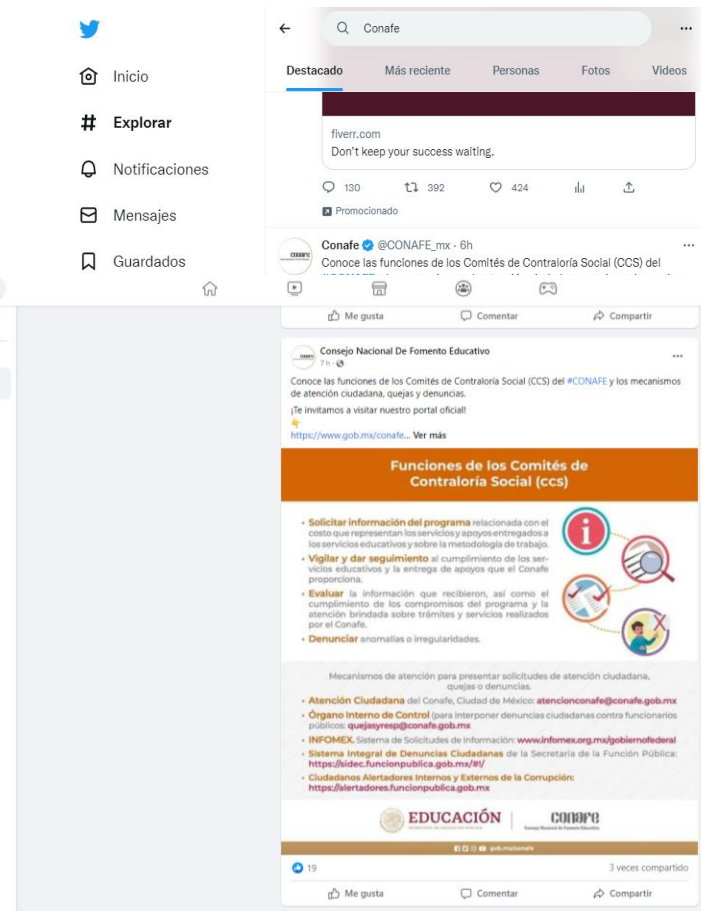 Conafe
Inicio
Explorar
Notificaciones
Mensajes
Guardados
Destacado
Más reciente
Personas
Fotos
Videos
fiverr.com
Don't keep your success waiting.
130
392
424
Promocionado
Conafe @CONAFE_mx · 6h
Conoce las funciones de los Comités de Contraloría Social (CCS) del
Me gusta
Comentar
Compartir
Consejo Nacional De Fomento Educativo
7 h ·
Conoce las funciones de los Comités de Contraloría Social (CCS) del #CONAFE y los mecanismos
de atención ciudadana, quejas y denuncias.
¡Te invitamos a visitar nuestro portal oficial!
https://www.gob.mx/conafe... Ver más
Funciones de los Comités de
Contraloría Social (ccs)
• Solicitar información del programa relacionada con el
costo que representan los servicios y apoyos entregados a
los servicios educativos y sobre la metodología de trabajo.
• Vigilar y dar seguimiento al cumplimiento de los ser-
vicios educativos y la entrega de apoyos que el Conafe
proporciona.
• Evaluar la información que recibieron, así como el
cumplimiento de los compromisos del programa y la
atención brindada sobre trámites y servicios realizados
por el Conafe.
• Denunciar anomalías o irregularidades.
Mecanismos de atención para presentar solicitudes de atención ciudadana,
quejas o denuncias.
• Atención Ciudadana del Conafe, Ciudad de México: atencionconafe@conafe.gob.mx
• Órgano Interno de Control (para interponer denuncias ciudadanas contra funcionarios
públicos: quejasyresp@conafe.gob.mx
• INFOMEX. Sistema de Solicitudes de Información: www.infomex.org.mx/gobiernofederal
• Sistema Integral de Denuncias Ciudadanas de la Secretaría de la Función Pública:
https://sidec.funcionpublica.gob.mx/#!/
• Ciudadanos Alertadores Internos y Externos de la Corrupción:
https://alertadores.funcionpublica.gob.mx
EDUCACIÓN
SECRETARÍA DE EDUCACIÓN PÚBLICA
CONAFE
Consejo Nacional de Fomento Educativo
gob.mx/conafe
19
3 veces compartido
Me gusta
Comentar
Compartir